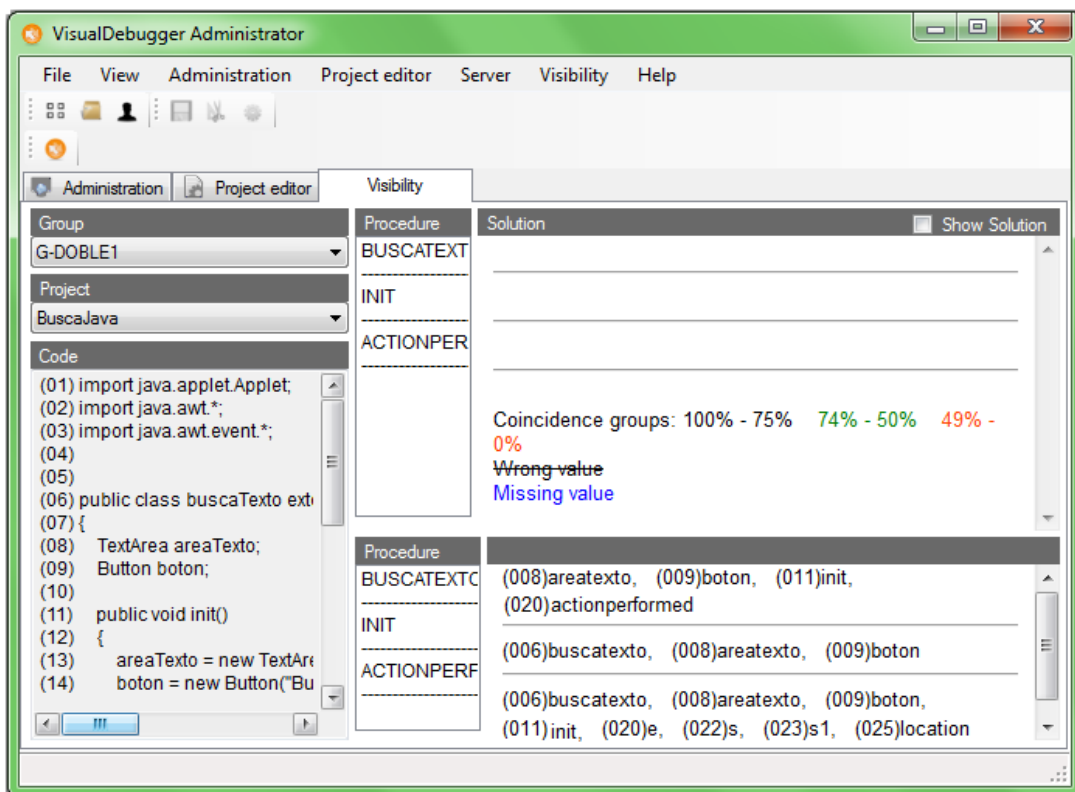 VisualDebugger Administrator
File View Administration Project editor Server Visibility Help
Administration Project editor Visibility
Group
G-DOBLE1
Project
BuscaJava
Code
(01) import java.applet.Applet;
(02) import java.awt.*;
(03) import java.awt.event.*;
(04)
(05)
(06) public class buscaTexto exte
(07) {
(08) TextArea areaTexto;
(09) Button boton;
(10)
(11) public void init()
(12) {
(13) areaTexto = new TextAre
(14) boton = new Button("Bu
Procedure
BUSCATEXT
-------------------
INIT
-------------------
ACTIONPER
-------------------
Solution Show Solution
Coincidence groups: 100% - 75% 74% - 50% 49% -
0%
Wrong value
Missing value
Procedure
BUSCATEXTO
-------------------
INIT
-------------------
ACTIONPERF
-------------------
(008)areatexto, (009)boton, (011)init,
(020)actionperformed
(006)buscatexto, (008)areatexto, (009)boton
(006)buscatexto, (008)areatexto, (009)boton,
(011)init, (020)e, (022)s, (023)s1, (025)location